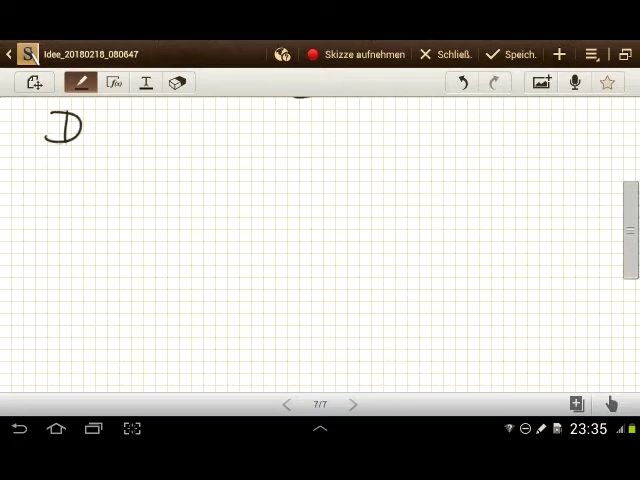 Idee_20180218_080647 Skizze aufnehmen Schließ. Speich.
f(x) T
D
7/7
23:35